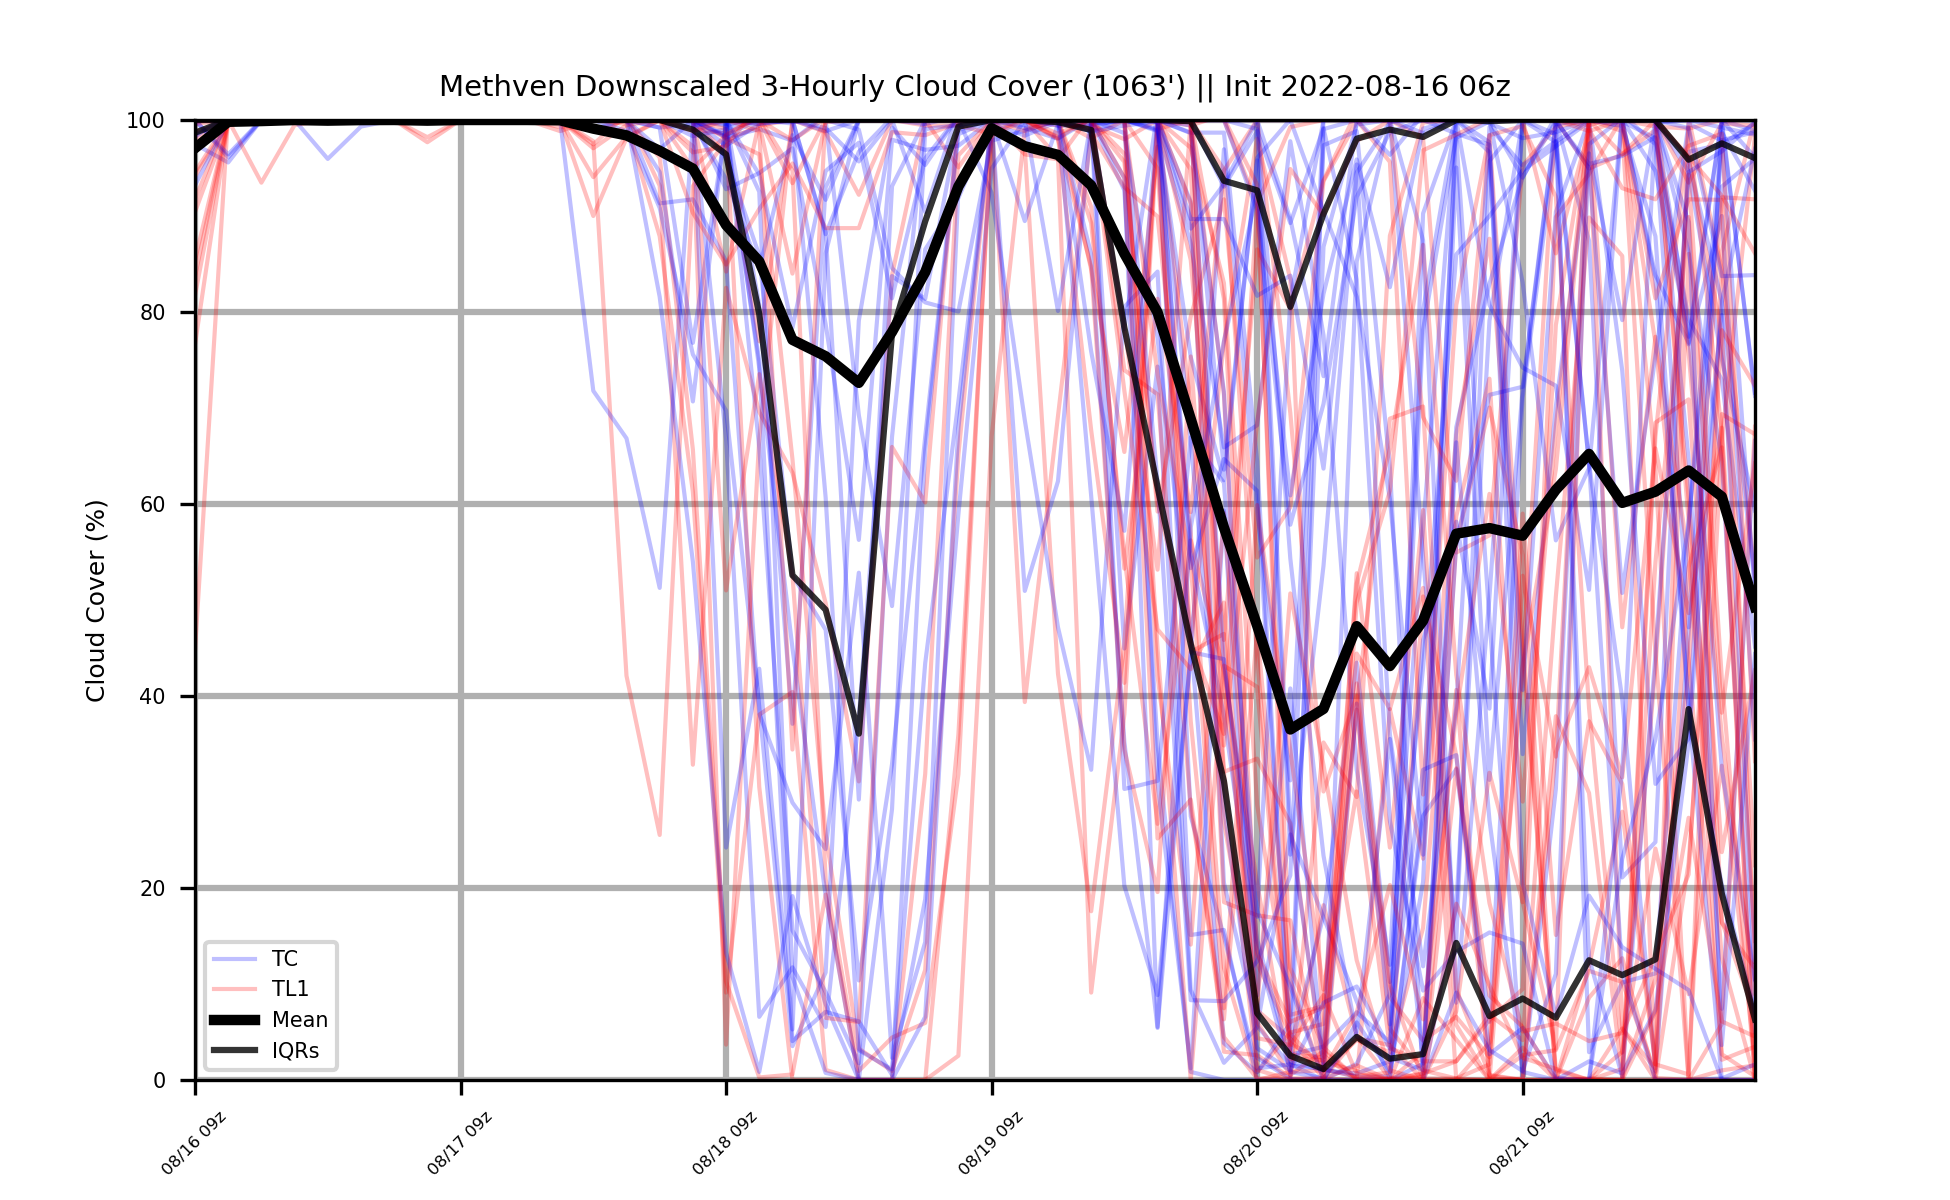 Methven Downscaled 3-Hourly Cloud Cover (1063') || Init 2022-08-16 06z
100
80
60
40
20
0
Cloud Cover (%)
TC
TL1
Mean
IQRs
08/16 09z
08/17 09z
08/18 09z
08/19 09z
08/20 09z
08/21 09z